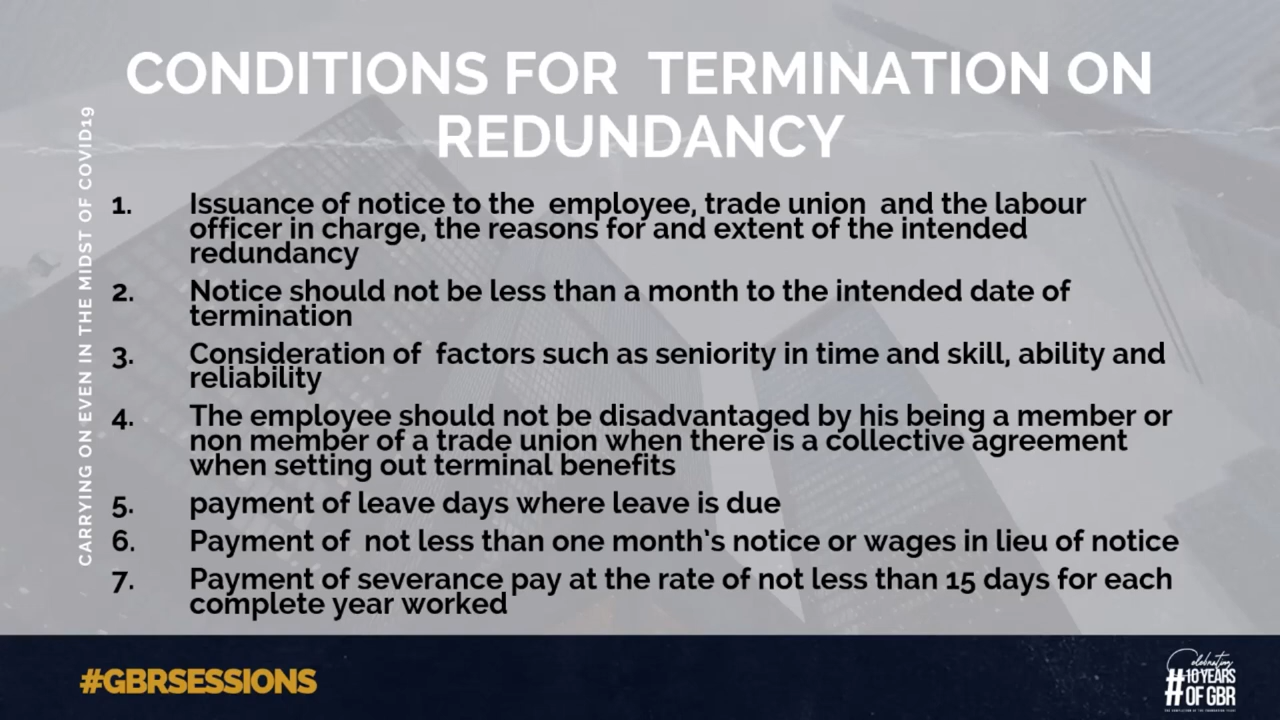 CONDITIONS FOR TERMINATION ON
REDUNDANCY
CARRYING ON EVEN IN THE MIDST OF COVID19
1. Issuance of notice to the employee, trade union and the labour
officer in charge, the reasons for and extent of the intended
redundancy
2. Notice should not be less than a month to the intended date of
termination
3. Consideration of factors such as seniority in time and skill, ability and
reliability
4. The employee should not be disadvantaged by his being a member or
non member of a trade union when there is a collective agreement
when setting out terminal benefits
5. payment of leave days where leave is due
6. Payment of not less than one month's notice or wages in lieu of notice
7. Payment of severance pay at the rate of not less than 15 days for each
complete year worked
#GBRSESSIONS
Celebrating
#10 YEARS
OF GBR